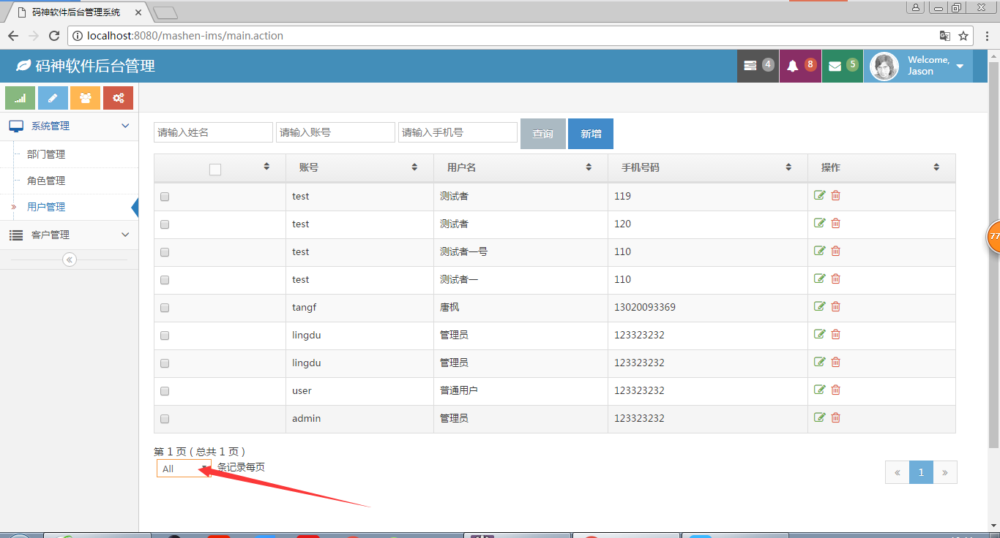 码神软件后台管理系统
localhost:8080/mashen-ims/main.action
码神软件后台管理
4
8
5
Welcome,
Jason
系统管理
部门管理
角色管理
用户管理
客户管理
请输入姓名 请输入账号 请输入手机号 查询 新增
账号 用户名 手机号码 操作
test 测试者 119
test 测试者 120
test 测试者一号 110
test 测试者一 110
tangf 唐枫 13020093369
lingdu 管理员 123323232
lingdu 管理员 123323232
user 普通用户 123323232
admin 管理员 123323232
第 1 页 ( 总共 1 页 )
All 条记录每页
« 1 »
77